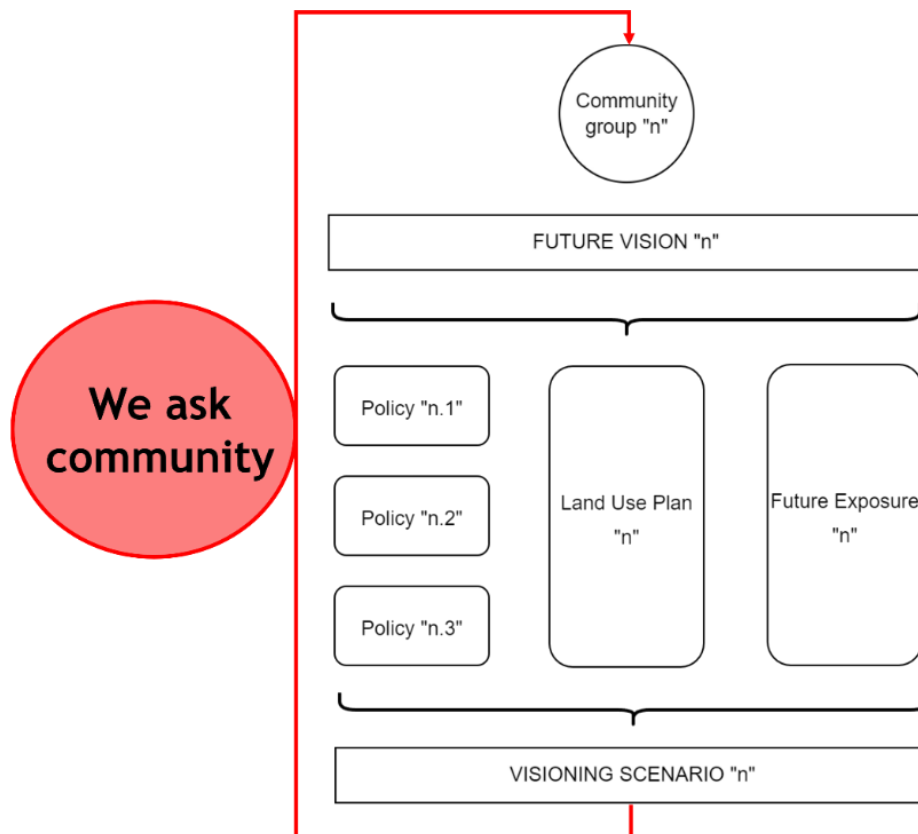 Community
group "n"
FUTURE VISION "n"
We ask
community
Policy "n.1"
Policy "n.2"
Policy "n.3"
Land Use Plan
"n"
Future Exposure
"n"
VISIONING SCENARIO "n"